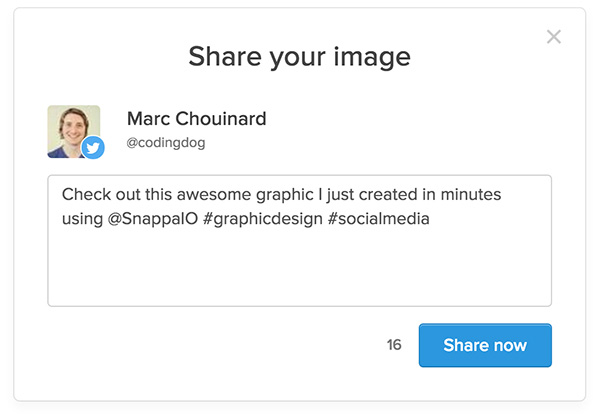 Share your image
Marc Chouinard
@codingdog
Check out this awesome graphic I just created in minutes
using @SnappaIO #graphicdesign #socialmedia
16
Share now